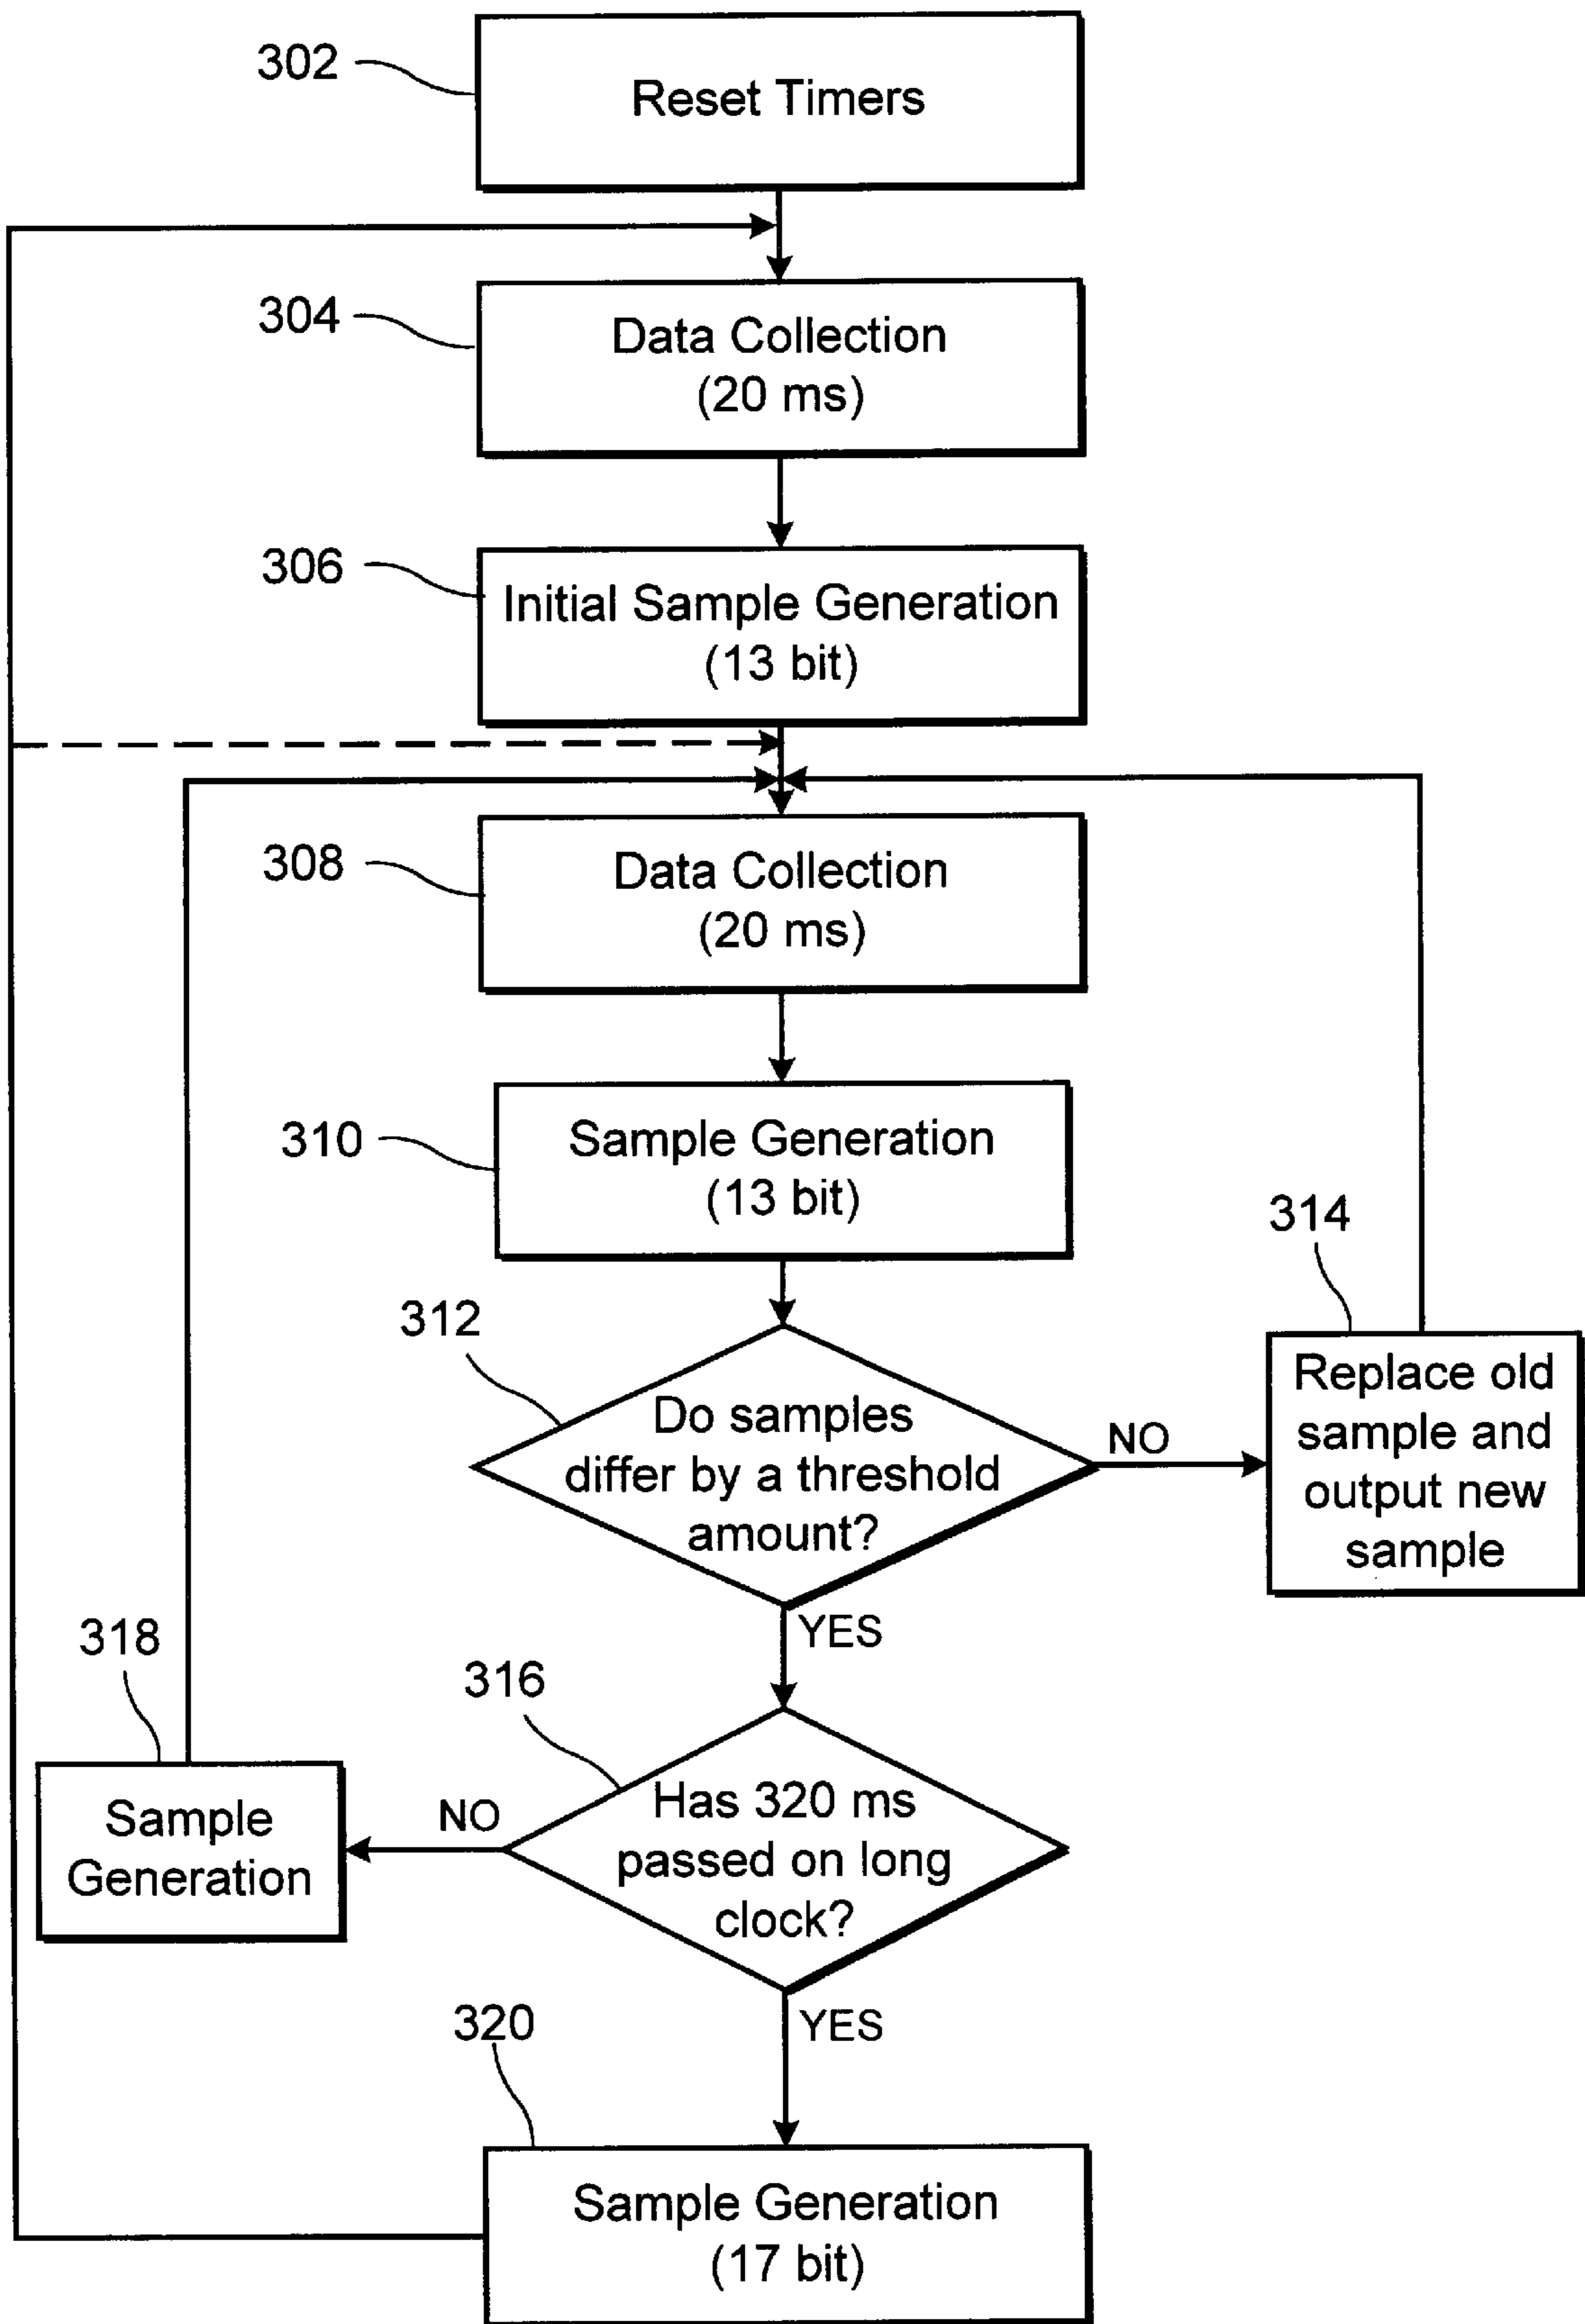 302
Reset Timers
304
Data Collection
(20 ms)
306
Initial Sample Generation
(13 bit)
308
Data Collection
(20 ms)
310
Sample Generation
(13 bit)
312
Do samples
differ by a threshold
amount?
NO
314
Replace old
sample and
output new
sample
YES
316
Has 320 ms
passed on long
clock?
NO
318
Sample
Generation
YES
320
Sample Generation
(17 bit)